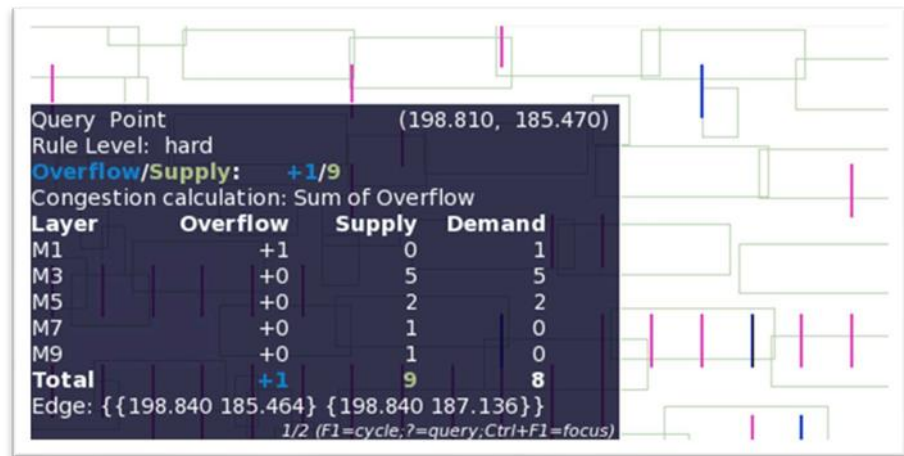 Query Point (198.810, 185.470)
Rule Level: hard
Overflow/Supply: +1/9
Congestion calculation: Sum of Overflow
Layer Overflow Supply Demand
M1 +1 0 1
M3 +0 5 5
M5 +0 2 2
M7 +0 1 0
M9 +0 1 0
Total +1 9 8
Edge: {{198.840 185.464} {198.840 187.136}}
1/2 (F1=cycle;?=query;Ctrl+F1=focus)